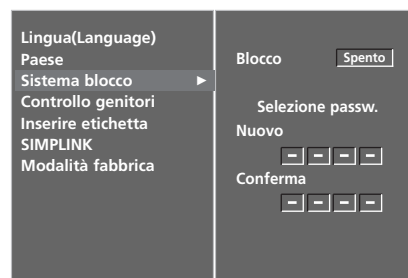 Lingua(Language)
Paese
Sistema blocco ►
Controllo genitori
Inserire etichetta
SIMPLINK
Modalità fabbrica
Blocco Spento
Selezione passw.
Nuovo
– – – –
Conferma
– – – –